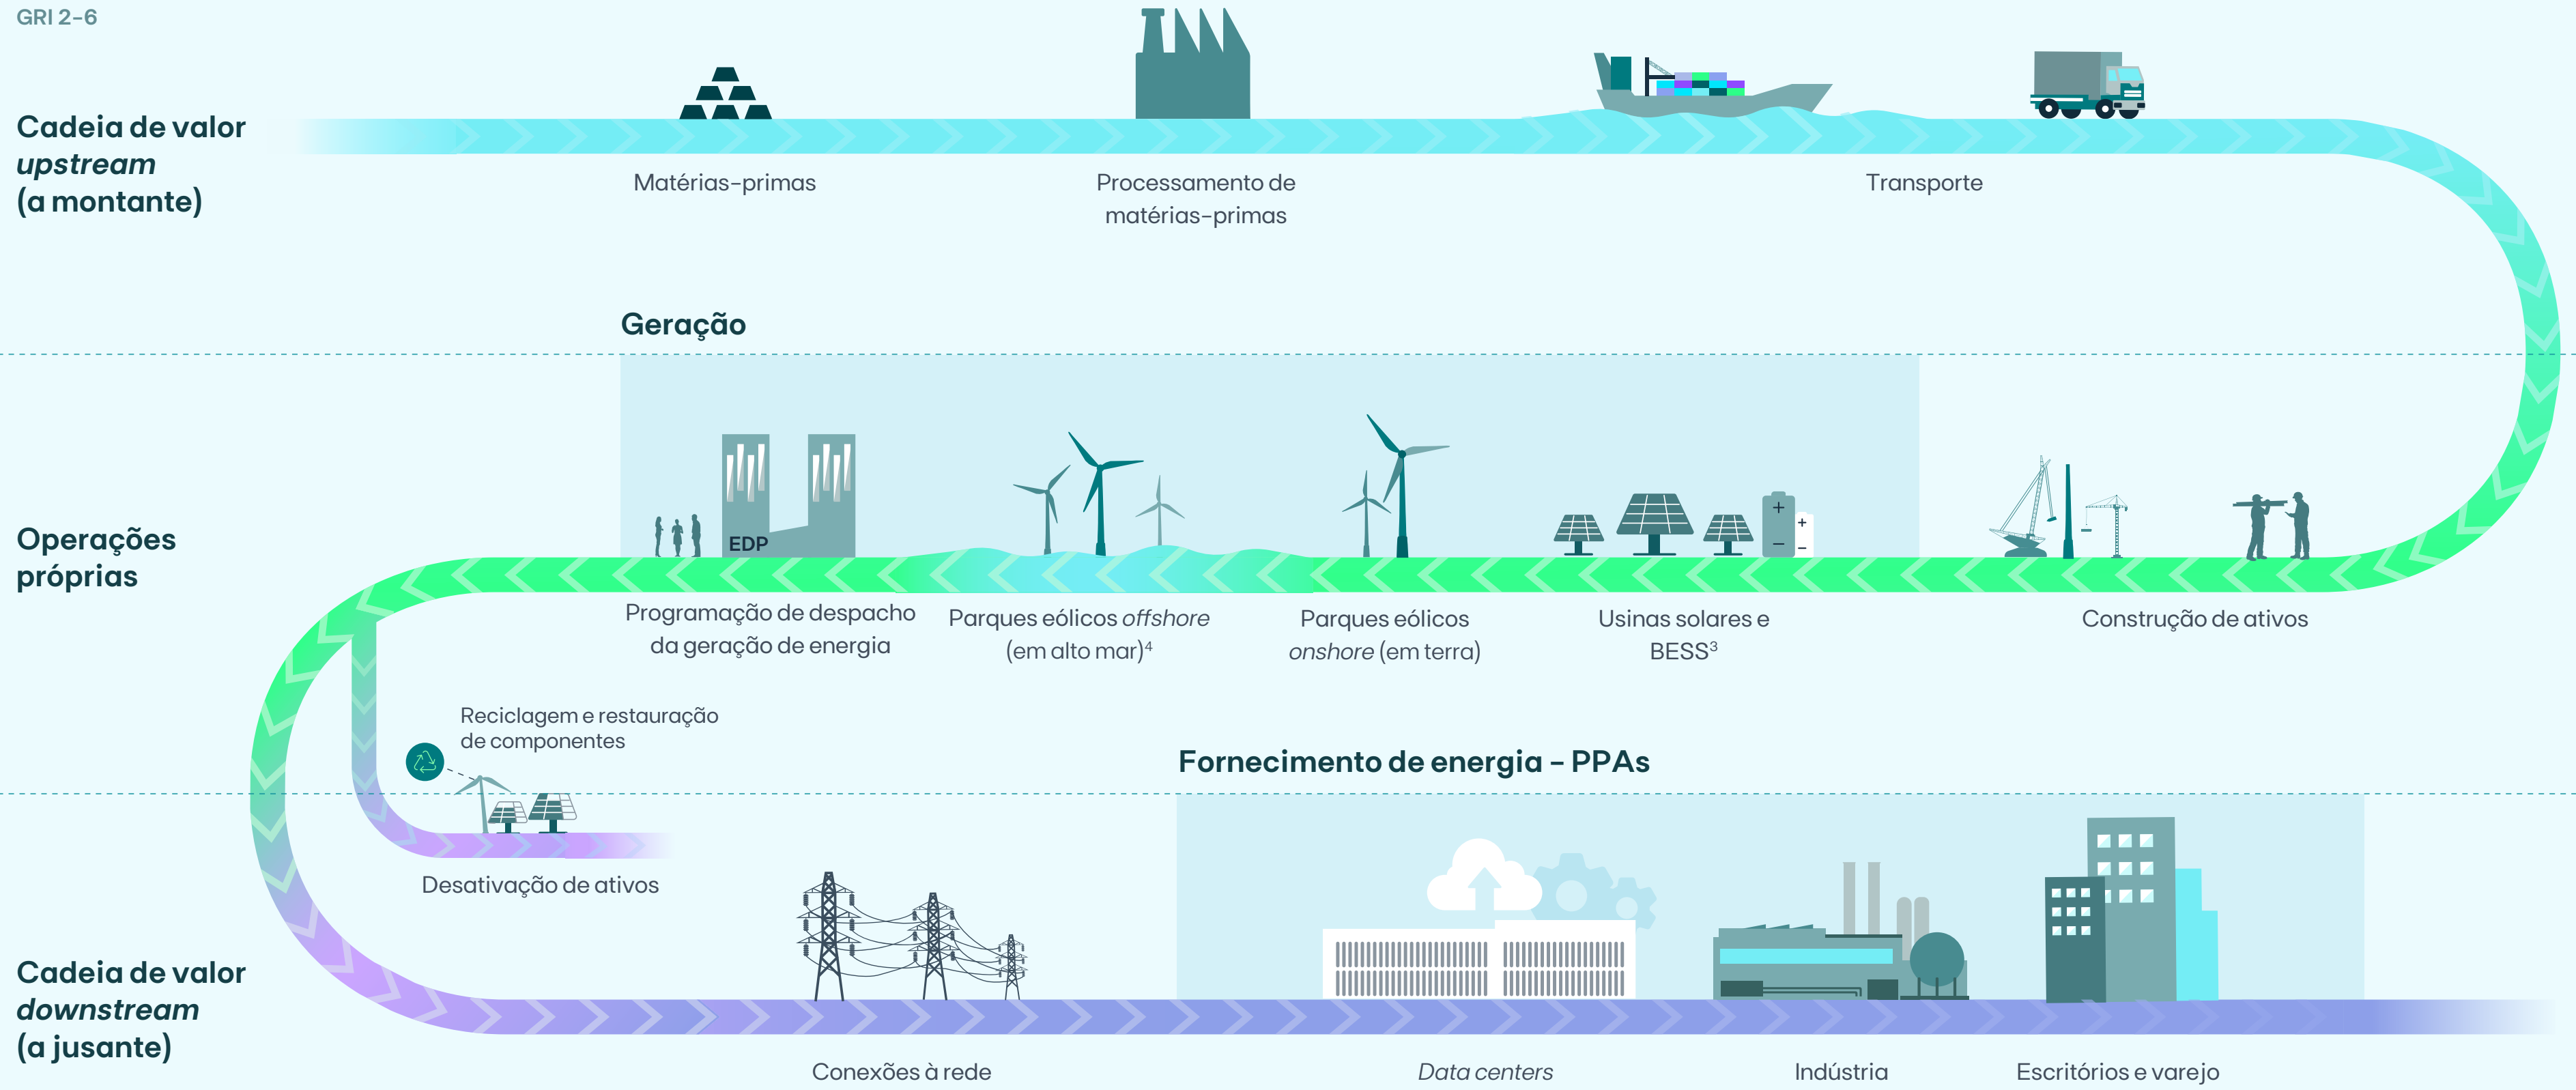 GRI 2-6
Cadeia de valor
upstream
(a montante)
Matérias-primas
Processamento de
matérias-primas
Transporte
Geração
Operações
próprias
EDP
+
−
+
−
Programação de despacho
da geração de energia
Parques eólicos offshore
(em alto mar)⁴
Parques eólicos
onshore (em terra)
Usinas solares e
BESS³
Construção de ativos
Reciclagem e restauração
de componentes
Desativação de ativos
Fornecimento de energia - PPAs
Cadeia de valor
downstream
(a jusante)
Conexões à rede
Data centers
Indústria
Escritórios e varejo